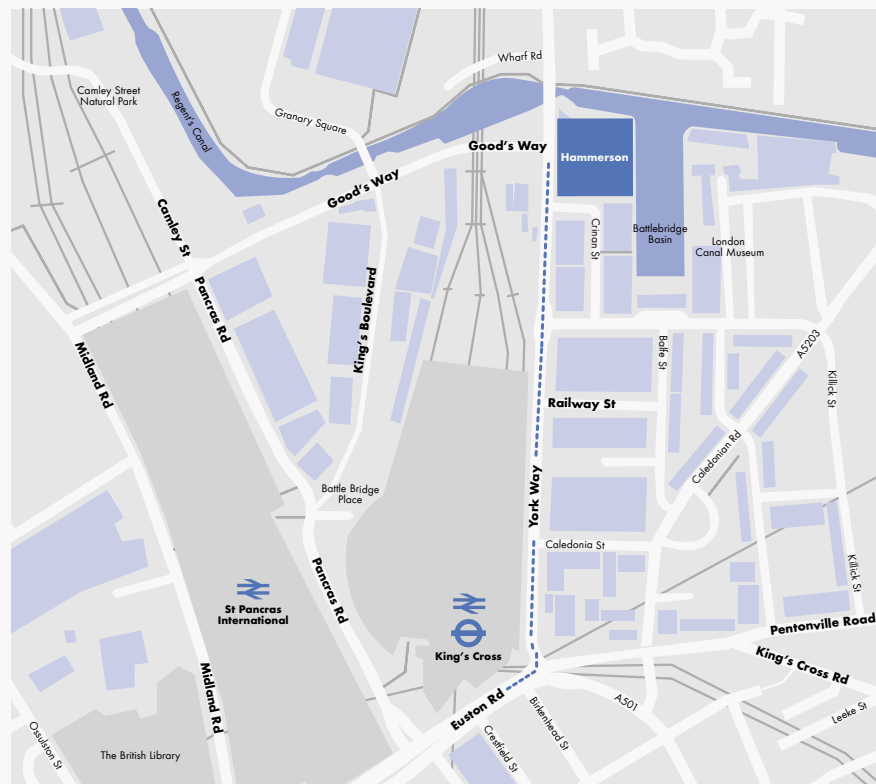 Wharf Rd
Camley Street
Natural Park
Regent's Canal
Granary Square
Good's Way
Hammerson
Good's Way
Camley St
Crinan St
Battlebridge
Basin
London
Canal Museum
Pancras Rd
King's Boulevard
Midland Rd
Balfe St
A5203
Killick St
Railway St
Caledonian Rd
Battle Bridge
Place
York Way
Caledonia St
Pancras Rd
Killick St
St Pancras
International
King's Cross
Pentonville Road
King's Cross Rd
Midland Rd
Euston Rd
A501
Birkenhead St
Leeke St
Crestfield St
Ossulston St
The British Library